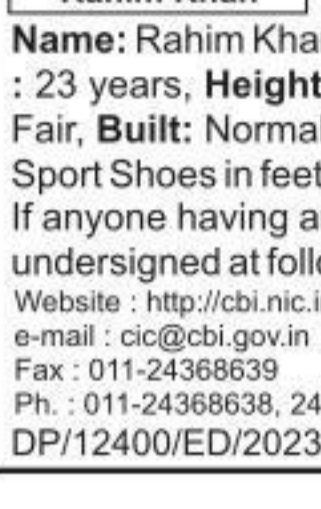 Name: Rahim Kha
: 23 years, Height
Fair, Built: Normal
Sport Shoes in feet
If anyone having a
undersigned at foll
Website : http://cbi.nic.i
e-mail : cic@cbi.gov.in
Fax : 011-24368639
Ph. : 011-24368638, 24
DP/12400/ED/2023